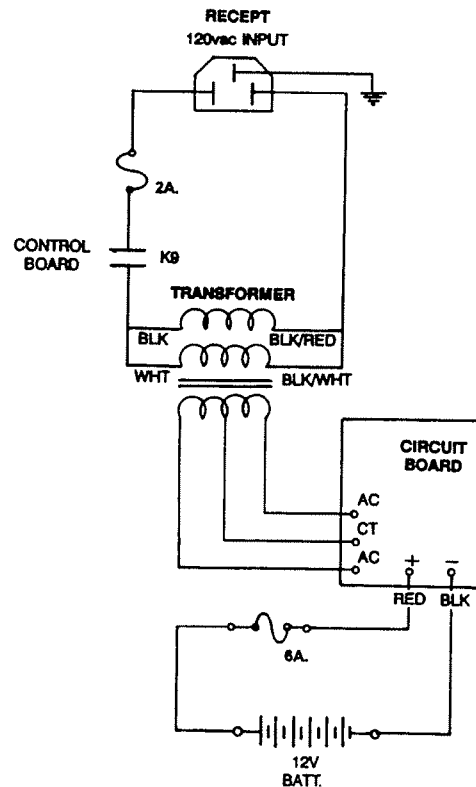 RECEPT
120vac INPUT
2A.
CONTROL
BOARD
K9
TRANSFORMER
BLK
BLK/RED
WHT
BLK/WHT
CIRCUIT
BOARD
AC
CT
AC
+
–
RED
BLK
6A.
12V
BATT.